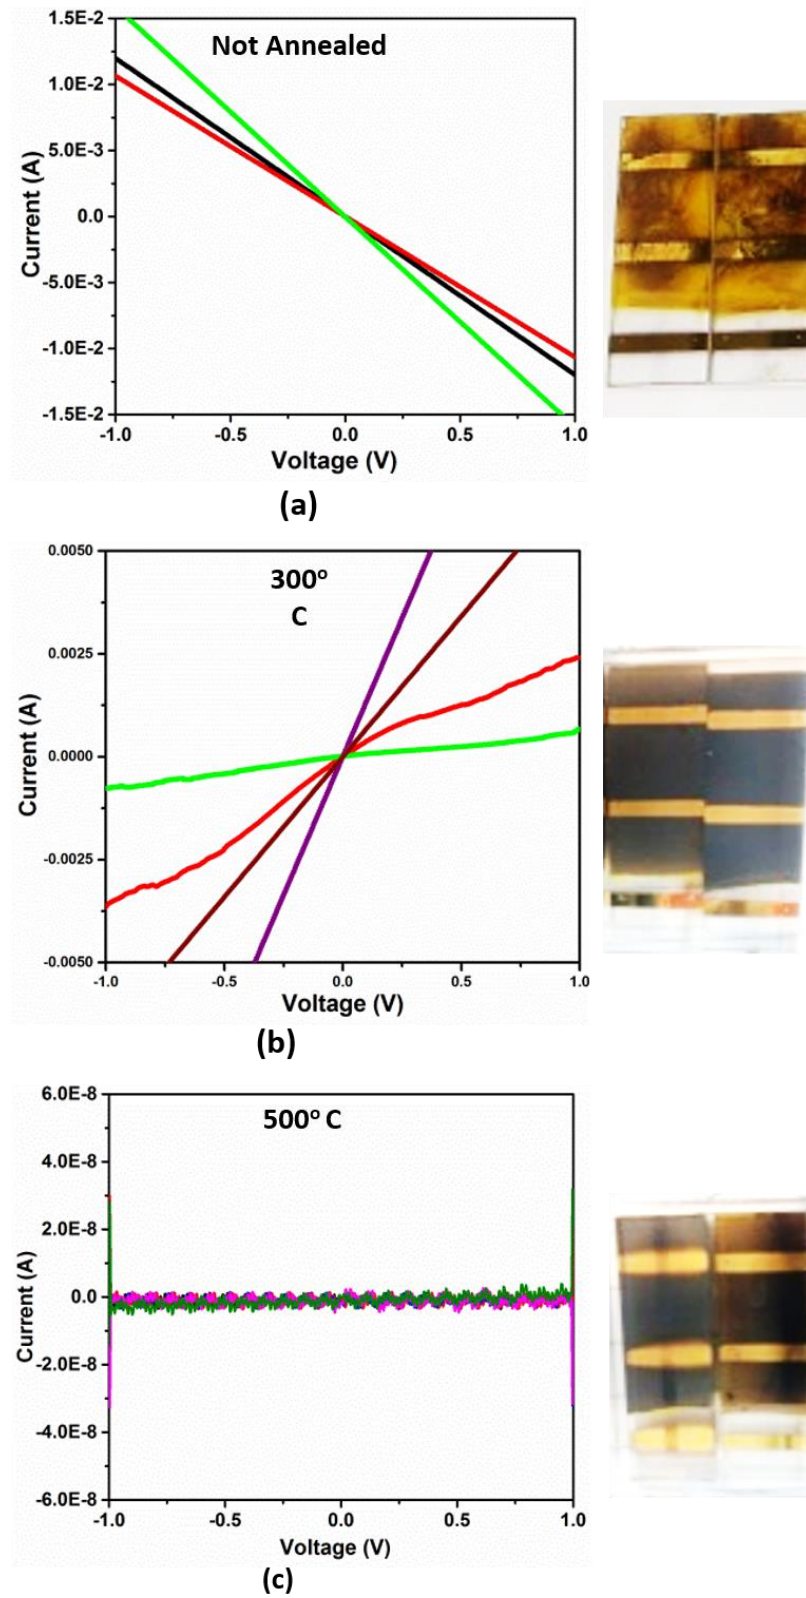 1.5E-2
1.0E-2
5.0E-3
0.0
-5.0E-3
-1.0E-2
-1.5E-2
Current (A)
Not Annealed
-1.0 -0.5 0.0 0.5 1.0
Voltage (V)
(a)
0.0050
0.0025
0.0000
-0.0025
-0.0050
Current (A)
300º
C
-1.0 -0.5 0.0 0.5 1.0
Voltage (V)
(b)
6.0E-8
4.0E-8
2.0E-8
0.0
-2.0E-8
-4.0E-8
-6.0E-8
Current (A)
500º C
-1.0 -0.5 0.0 0.5 1.0
Voltage (V)
(c)